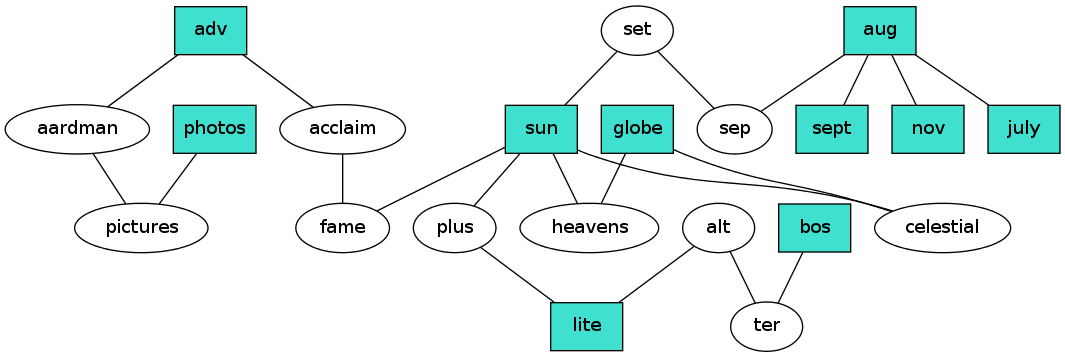 adv
set
aug
aardman
photos
acclaim
sun
globe
sep
sept
nov
july
pictures
fame
plus
heavens
alt
bos
celestial
lite
ter